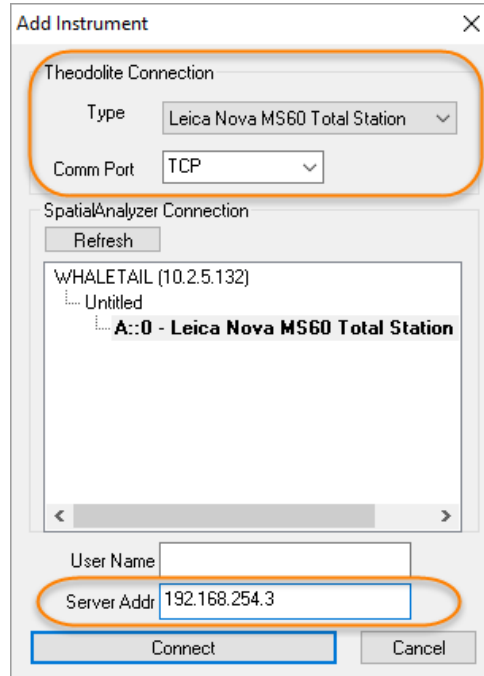 Add Instrument
Theodolite Connection
Type Leica Nova MS60 Total Station
Comm Port TCP
SpatialAnalyzer Connection
Refresh
WHALETAIL (10.2.5.132)
Untitled
A::0 - Leica Nova MS60 Total Station
User Name
Server Addr 192.168.254.3
Connect Cancel